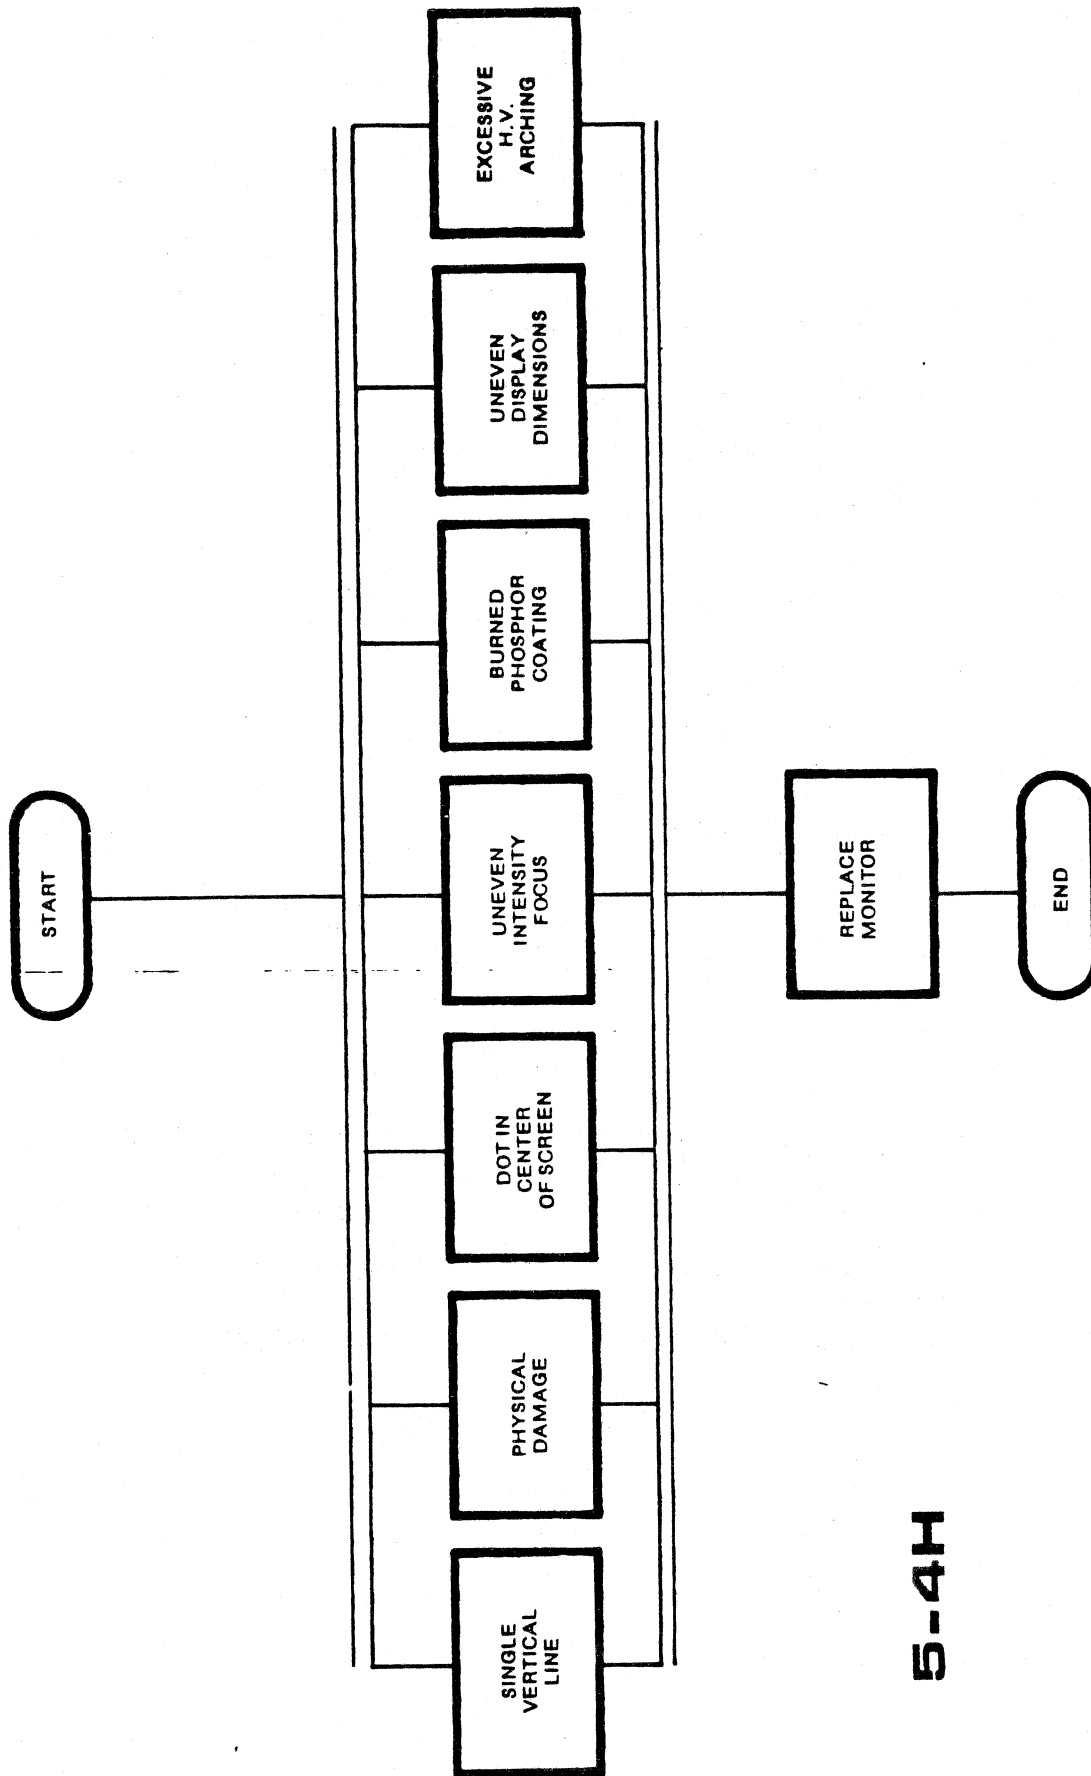 START
SINGLE
VERTICAL
LINE
PHYSICAL
DAMAGE
DOT IN
CENTER
OF SCREEN
UNEVEN
INTENSITY
FOCUS
BURNED
PHOSPHOR
COATING
UNEVEN
DISPLAY
DIMENSIONS
EXCESSIVE
H.V.
ARCHING
REPLACE
MONITOR
END
5-4H